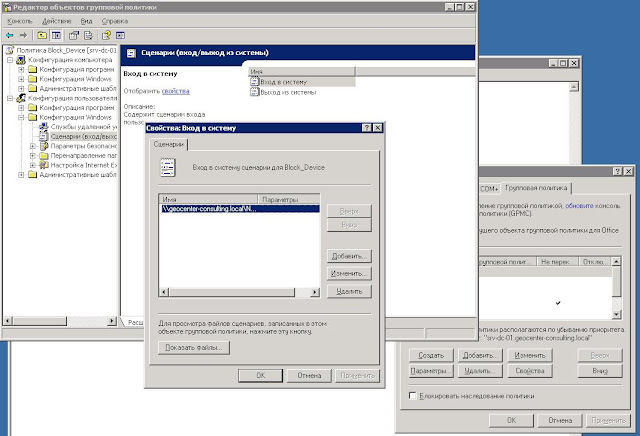 Редактор объектов групповой политики
Консоль Действие Вид Справка
Политика Block_Device [srv-dc-01
Конфигурация компьютера
Конфигурация програм
Конфигурация Windows
Административные шабл
Конфигурация пользователя
Конфигурация програм
Конфигурация Windows
Службы удаленной у
Сценарии (вход/выхо
Параметры безопасно
Перенаправление пап
Настройка Internet Ex
Административные шабл
Сценарии (вход/выход из системы)
Вход в систему
Отобразить свойства
Описание:
Содержит сценарии входа
польз
Имя
Вход в систему
Выход из системы
Расш
Свойства: Вход в систему
Сценарии
Вход в систему сценарии для Block_Device
Имя Параметры
\\geocenter-consulting.local\N...
Вверх
Вниз
Добавить...
Изменить...
Удалить
Для просмотра файлов сценариев, записанных в этом
объекте групповой политики, нажмите эту кнопку.
Показать файлы...
OK Отмена Применить
COM+ Групповая политика
ление групповой политикой, обновите консоль
политики (GPMC).
ущего объекта групповой политики для Office
рупповой полит... Не перек... Отклю...
итики располагаются по убыванию приоритета.
"srv-dc-01.geocenter-consulting.local"
Создать Добавить... Изменить Вверх
Параметры... Удалить... Свойства Вниз
Блокировать наследование политики
OK Отмена Применить